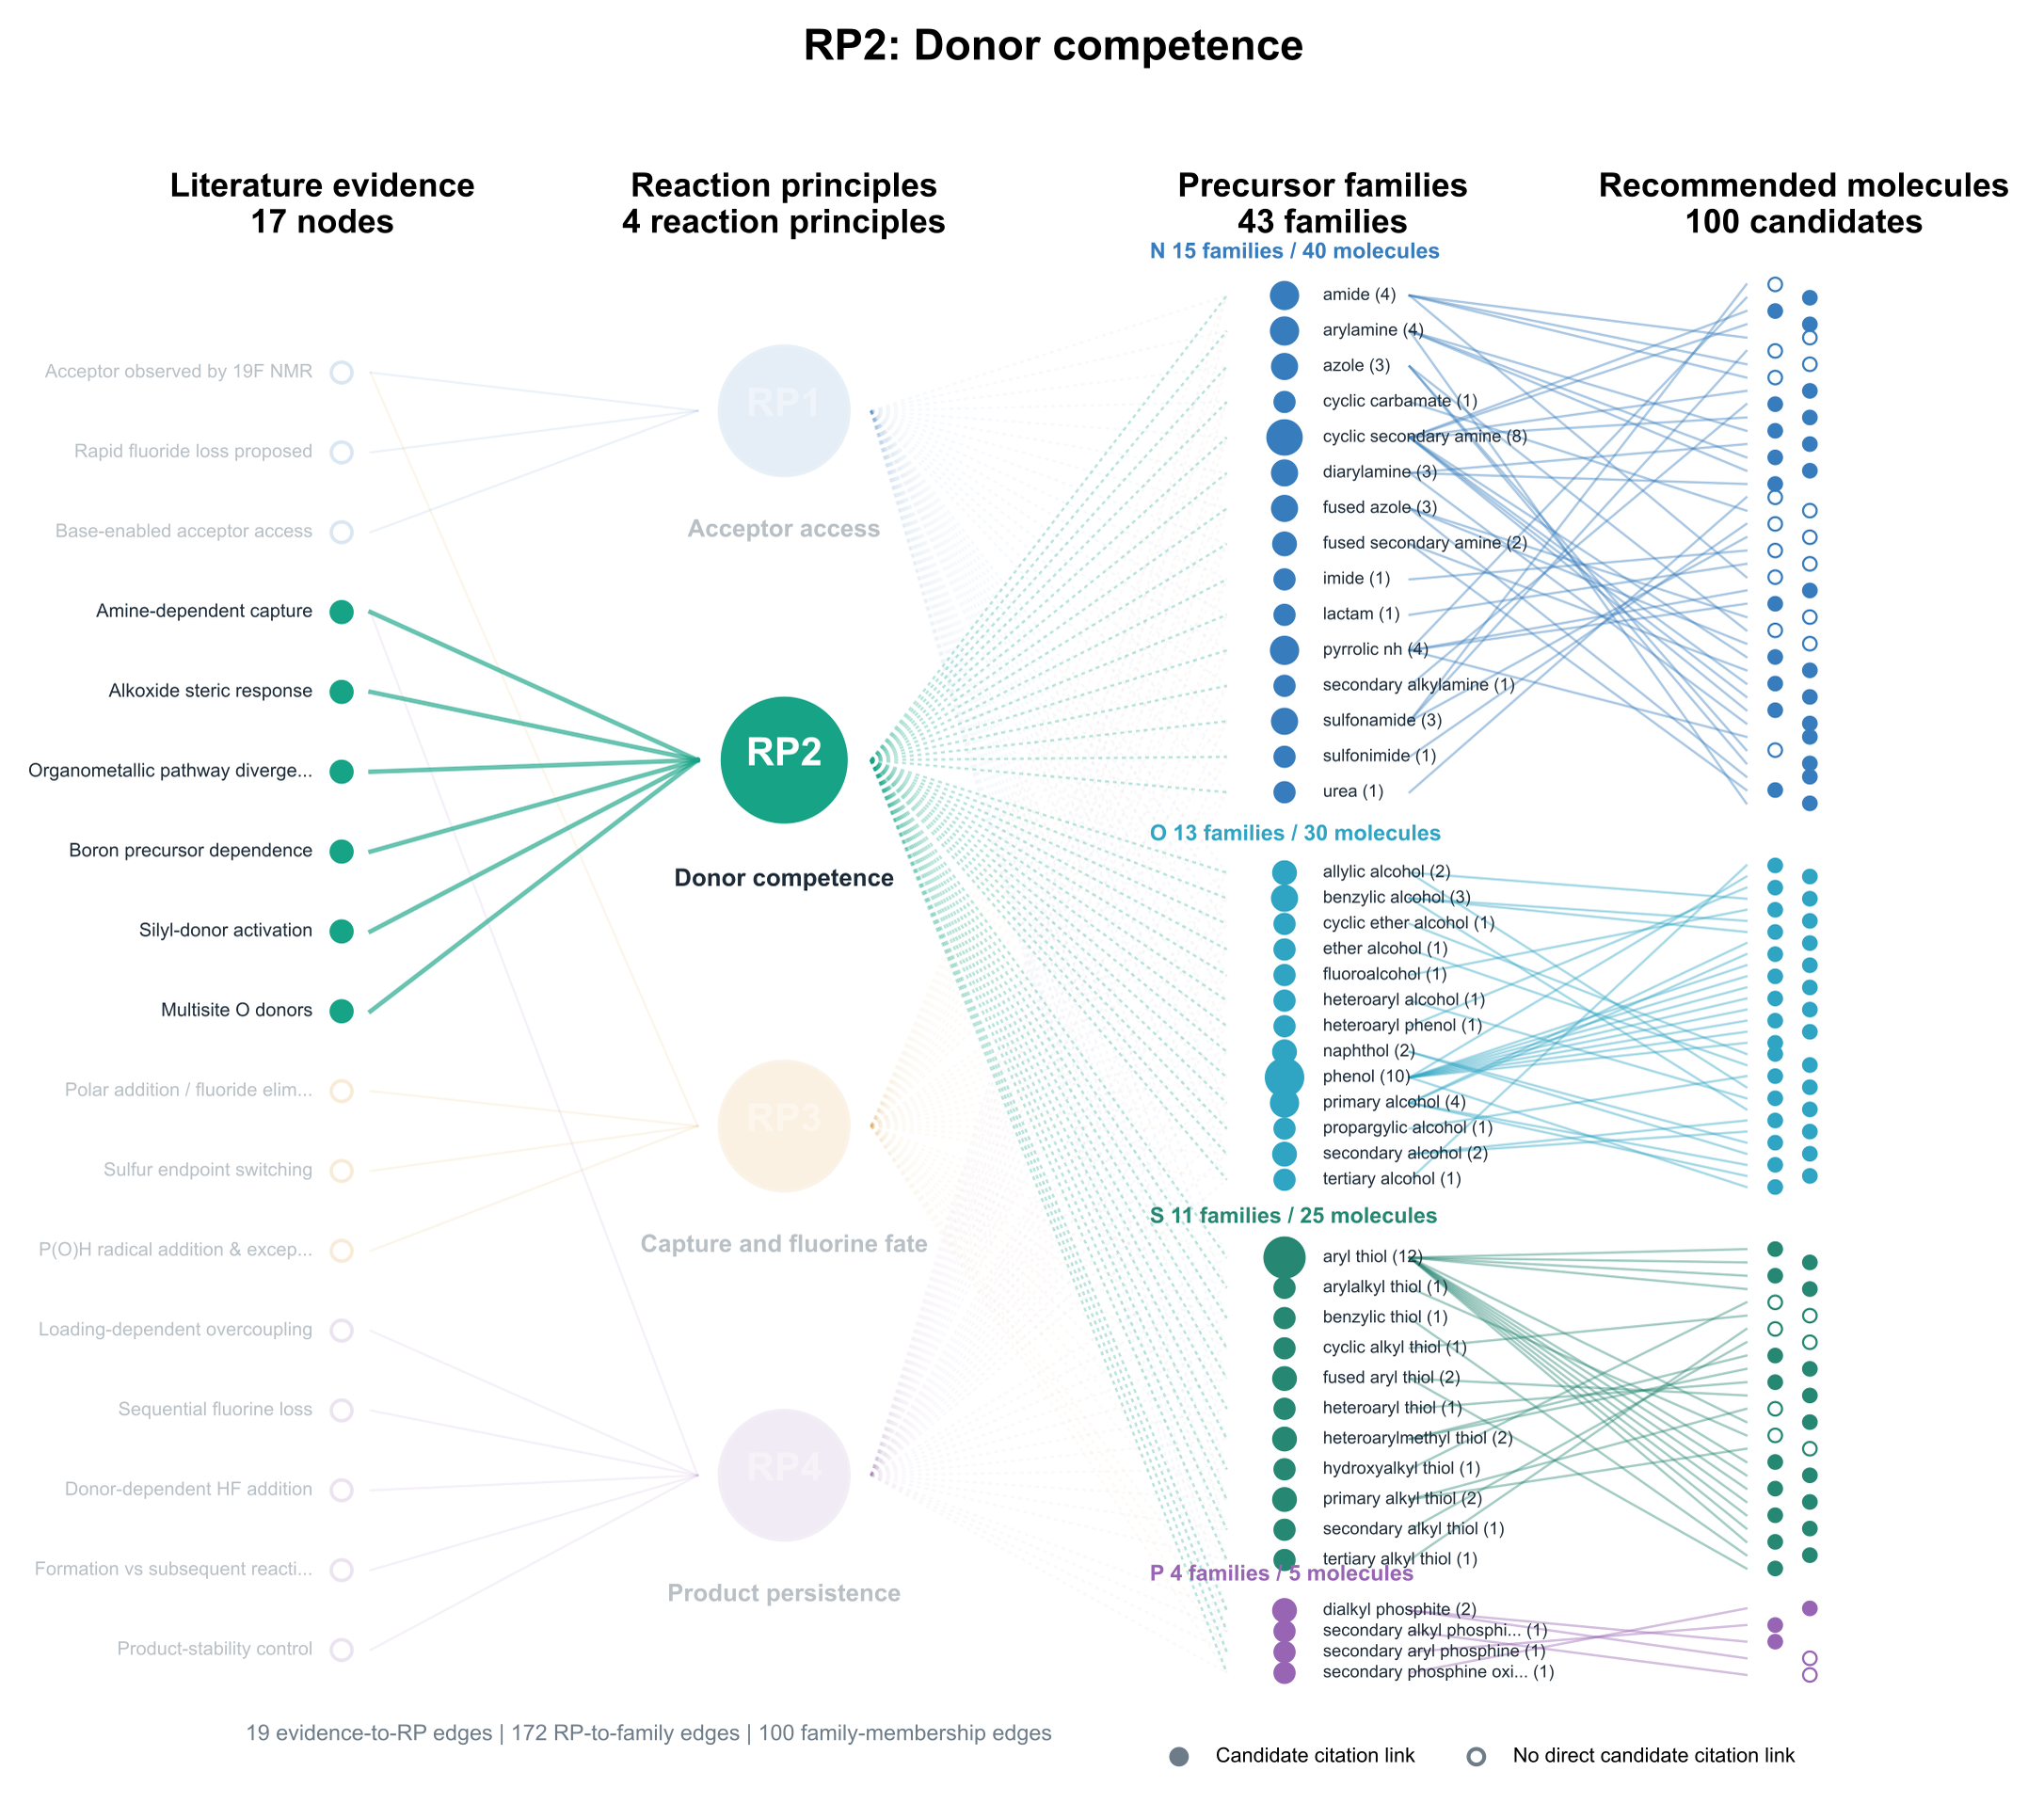 RP2: Donor competence
Literature evidence
17 nodes
Reaction principles
4 reaction principles
Precursor families
43 families
Recommended molecules
100 candidates
Acceptor observed by 19F NMR
Rapid fluoride loss proposed
Base-enabled acceptor access
Amine-dependent capture
Alkoxide steric response
Organometallic pathway diverge...
Boron precursor dependence
Silyl-donor activation
Multisite O donors
Polar addition / fluoride elim...
Sulfur endpoint switching
P(O)H radical addition & excep...
Loading-dependent overcoupling
Sequential fluorine loss
Donor-dependent HF addition
Formation vs subsequent reacti...
Product-stability control
RP1
Acceptor access
RP2
Donor competence
RP3
Capture and fluorine fate
RP4
Product persistence
N 15 families / 40 molecules
amide (4)
arylamine (4)
azole (3)
cyclic carbamate (1)
cyclic secondary amine (8)
diarylamine (3)
fused azole (3)
fused secondary amine (2)
imide (1)
lactam (1)
pyrrolic nh (4)
secondary alkylamine (1)
sulfonamide (3)
sulfonimide (1)
urea (1)
O 13 families / 30 molecules
allylic alcohol (2)
benzylic alcohol (3)
cyclic ether alcohol (1)
ether alcohol (1)
fluoroalcohol (1)
heteroaryl alcohol (1)
heteroaryl phenol (1)
naphthol (2)
phenol (10)
primary alcohol (4)
propargylic alcohol (1)
secondary alcohol (2)
tertiary alcohol (1)
S 11 families / 25 molecules
aryl thiol (12)
arylalkyl thiol (1)
benzylic thiol (1)
cyclic alkyl thiol (1)
fused aryl thiol (2)
heteroaryl thiol (1)
heteroarylmethyl thiol (2)
hydroxyalkyl thiol (1)
primary alkyl thiol (2)
secondary alkyl thiol (1)
tertiary alkyl thiol (1)
P 4 families / 5 molecules
dialkyl phosphite (2)
secondary alkyl phosphi... (1)
secondary aryl phosphine (1)
secondary phosphine oxi... (1)
19 evidence-to-RP edges | 172 RP-to-family edges | 100 family-membership edges
Candidate citation link
No direct candidate citation link